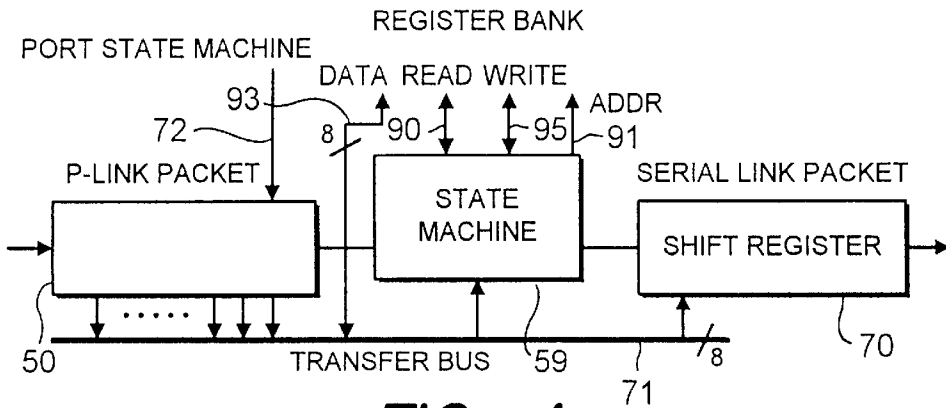 REGISTER BANK
PORT STATE MACHINE
DATA READ WRITE
93
8
90
95
ADDR
91
72
P-LINK PACKET
SERIAL LINK PACKET
STATE
MACHINE
SHIFT REGISTER
.....
50
TRANSFER BUS
59
71
8
70